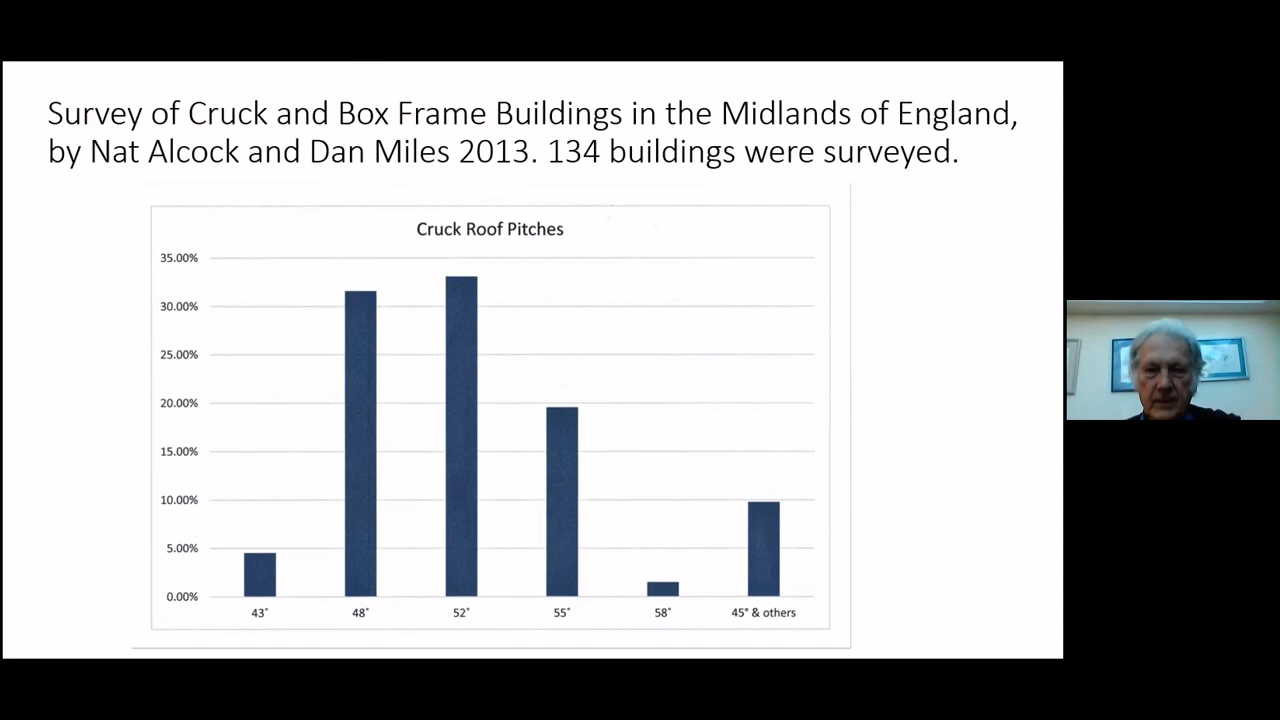 Survey of Cruck and Box Frame Buildings in the Midlands of England,
by Nat Alcock and Dan Miles 2013. 134 buildings were surveyed.
Cruck Roof Pitches
35.00%
30.00%
25.00%
20.00%
15.00%
10.00%
5.00%
0.00%
43° 48° 52° 55° 58° 45° & others